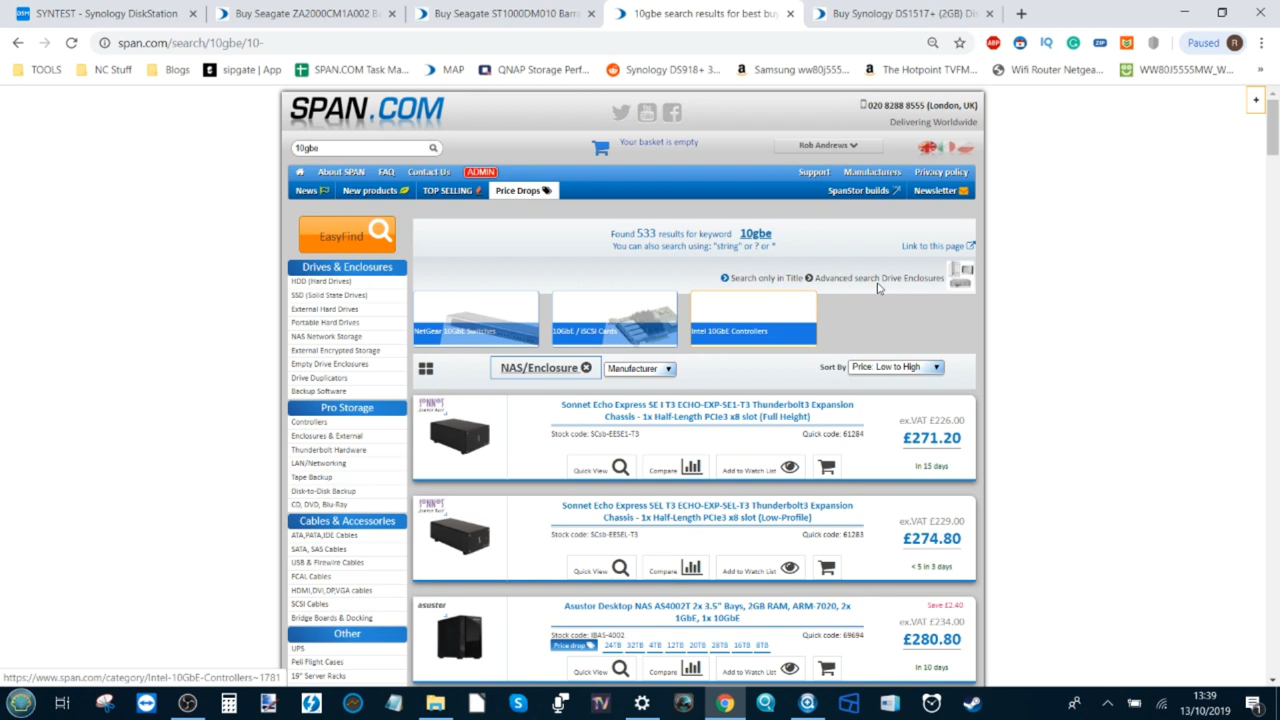 SYNTEST - Synology DiskStation
Buy Seagate ZA2000CM1A002
Buy Seagate ST1000DM010 Barra
10gbe search results for best buy
Buy Synology DS1517+ (2GB) Dis
span.com/search/10gbe/10-
Paused
TOOLS NC Stuff Blogs sipgate | App SPAN.COM Task Ma... MAP QNAP Storage Perf... Synology DS918+ 3... Samsung ww80j5555... The Hotpoint TVFM... Wifi Router Netgea... WW80J5555MW_W...
SPAN.COM
020 8288 8555 (London, UK)
Delivering Worldwide
10gbe
Your basket is empty
Rob Andrews
About SPAN FAQ Contact Us ADMIN Support Manufacturers Privacy policy
News New products TOP SELLING Price Drops SpanStor builds Newsletter
EasyFind
Found 533 results for keyword 10gbe
You can also search using: "string" or ? or *
Link to this page
Search only in Title Advanced search Drive Enclosures
NetGear 10GbE Switches
10GbE / iSCSI Cards
Intel 10GbE Controllers
NAS/Enclosure Manufacturer Sort By Price: Low to High
Drives & Enclosures
HDD (Hard Drives)
SSD (Solid State Drives)
External Hard Drives
Portable Hard Drives
NAS Network Storage
External Encrypted Storage
Empty Drive Enclosures
Drive Duplicators
Backup Software
Pro Storage
Controllers
Enclosures & External
Thunderbolt Hardware
LAN/Networking
Tape Backup
Disk-to-Disk Backup
CD, DVD, Blu-Ray
Cables & Accessories
ATA,PATA,IDE Cables
SATA, SAS Cables
USB & Firewire Cables
FCAL Cables
HDMI,DVI,DP,VGA cables
SCSI Cables
Bridge Boards & Docking
Other
UPS
Peli Flight Cases
19" Server Racks
Sonnet Echo Express SE I T3 ECHO-EXP-SE1-T3 Thunderbolt3 Expansion
Chassis - 1x Half-Length PCIe3 x8 slot (Full Height)
Stock code: SCsb-EESE1-T3 Quick code: 61284
ex.VAT £226.00
£271.20
In 15 days
Quick View Compare Add to Watch List
Sonnet Echo Express SEL T3 ECHO-EXP-SEL-T3 Thunderbolt3 Expansion
Chassis - 1x Half-Length PCIe3 x8 slot (Low-Profile)
Stock code: SCsb-EESEL-T3 Quick code: 61283
ex.VAT £229.00
£274.80
< 5 in 3 days
Quick View Compare Add to Watch List
asustor
Asustor Desktop NAS AS4002T 2x 3.5" Bays, 2GB RAM, ARM-7020, 2x
1GbE, 1x 10GbE
Stock code: IBAS-4002 Quick code: 69694
Price drop 24TB 32TB 4TB 12TB 20TB 28TB 16TB 8TB
Save £2.40
ex.VAT £234.00
£280.80
In 10 days
Quick View Compare Add to Watch List
https://www.span.com/category/Intel-10GbE-Controllers~1781
13:39
13/10/2019